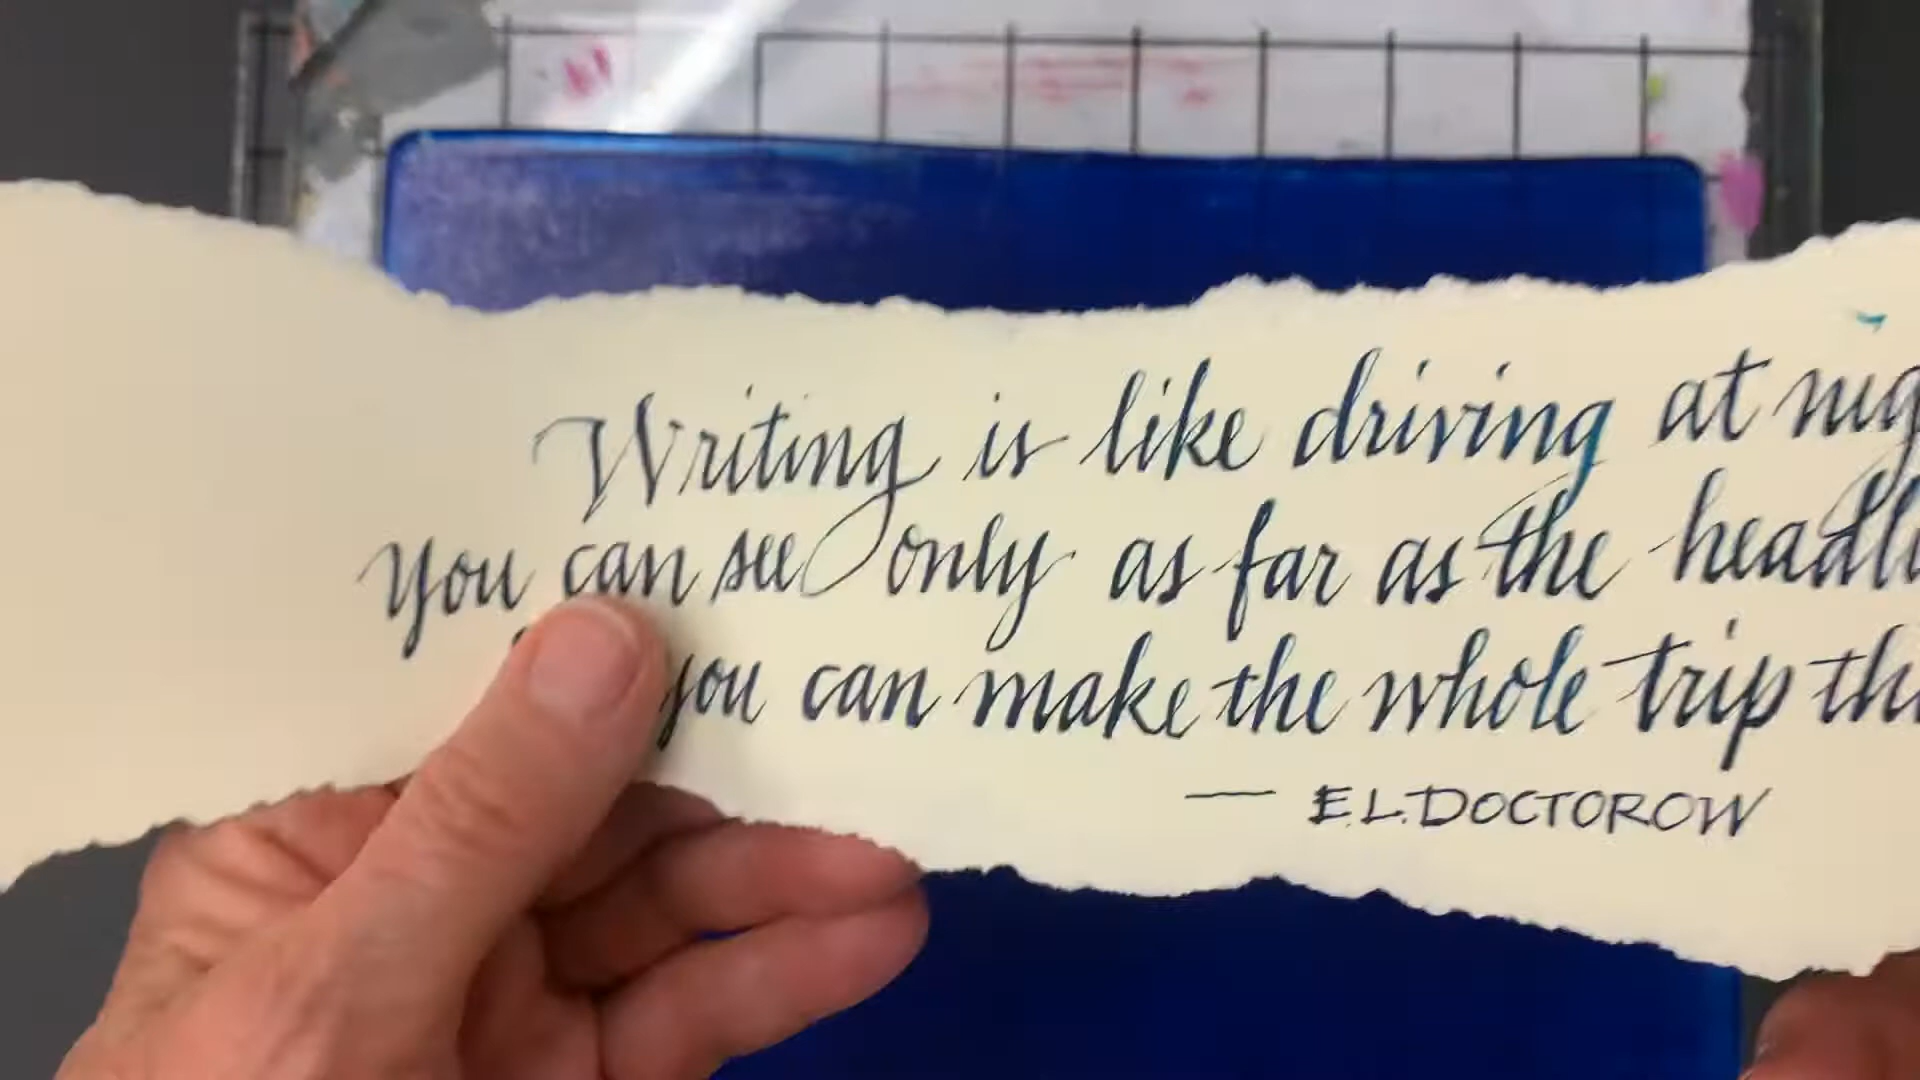 Writing is like driving at
You can see only as far as the
you can make the whole trip
— E.L. DOCTOROW